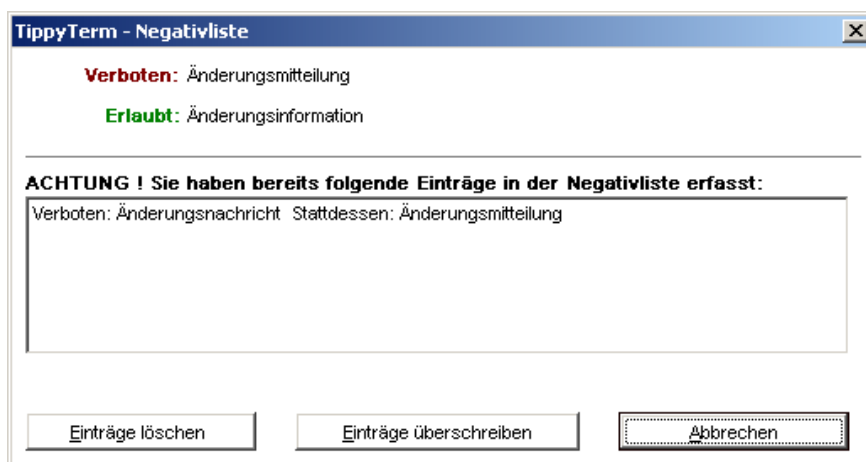 TippyTerm - Negativliste
Verboten: Änderungsmitteilung
Erlaubt: Änderungsinformation
ACHTUNG ! Sie haben bereits folgende Einträge in der Negativliste erfasst:
Verboten: Änderungsnachricht Stattdessen: Änderungsmitteilung
Einträge löschen Einträge überschreiben Abbrechen